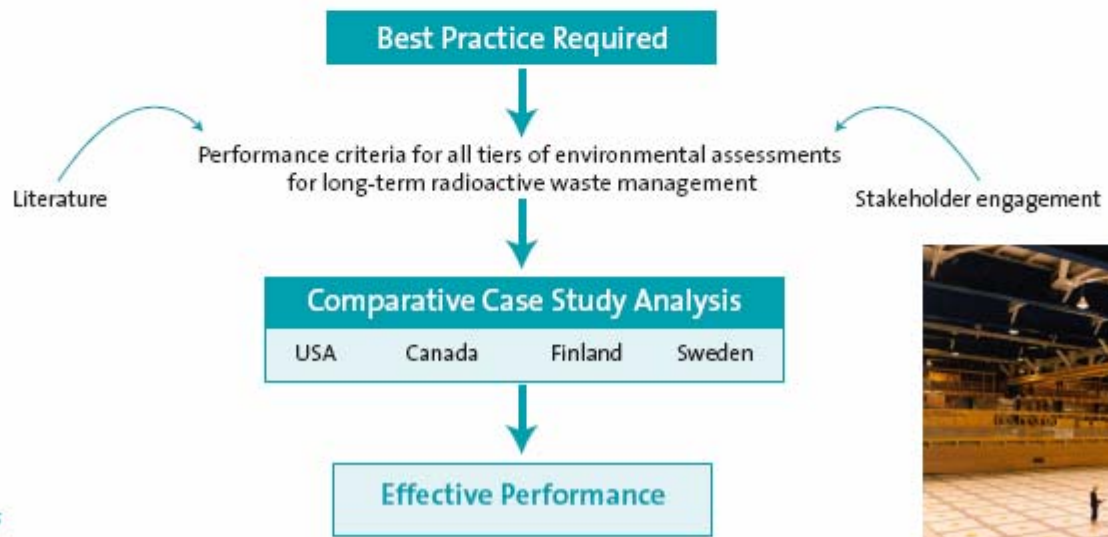 Best Practice Required
Performance criteria for all tiers of environmental assessments
for long-term radioactive waste management
Literature
Stakeholder engagement
Comparative Case Study Analysis
USA Canada Finland Sweden
Effective Performance